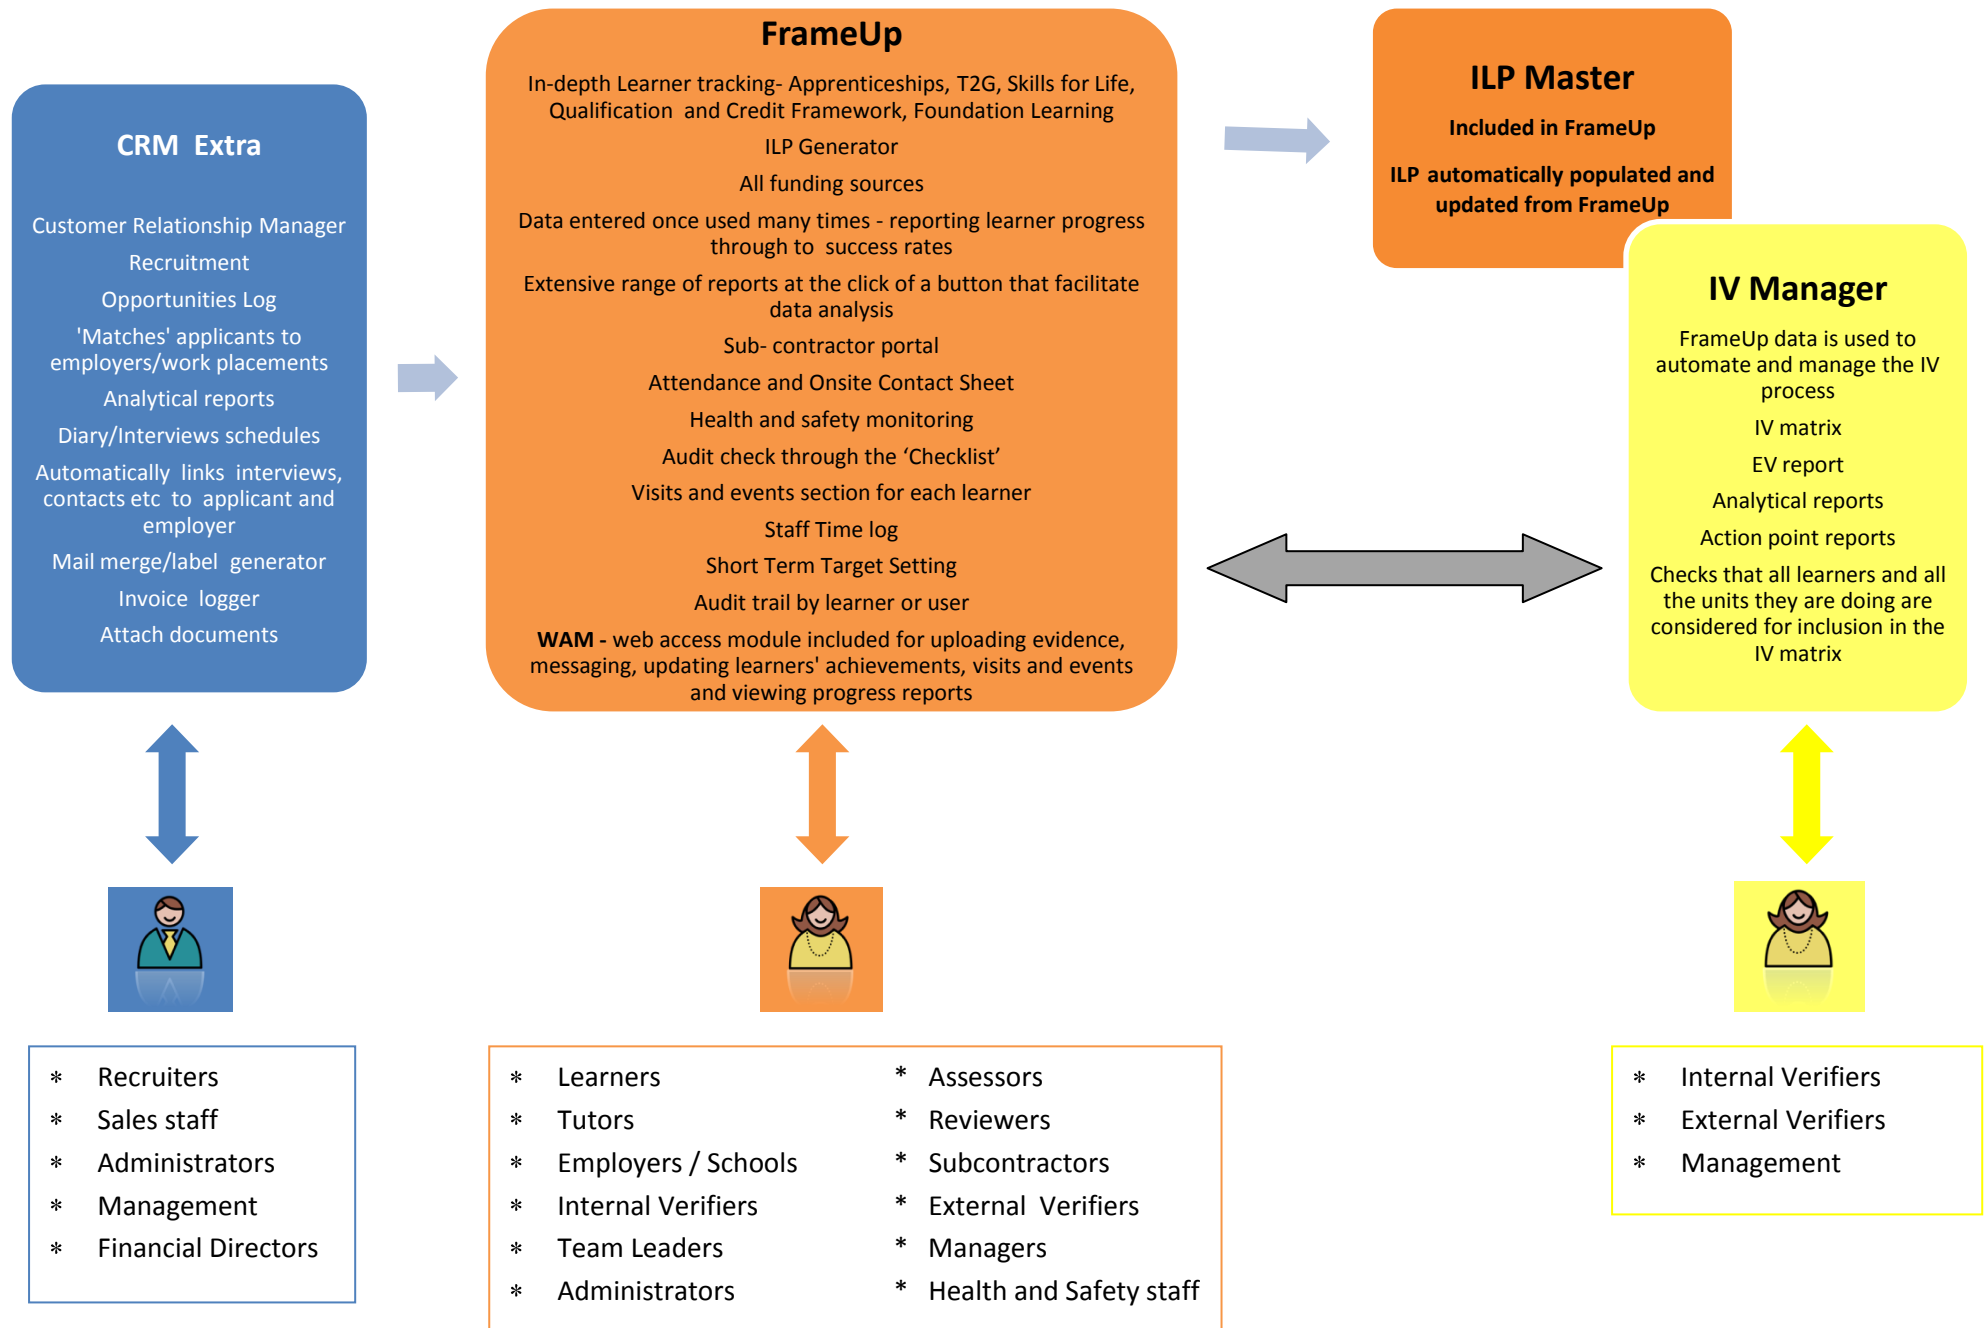 CRM  Extra
Customer Relationship Manager
Recruitment
Opportunities Log
'Matches' applicants to
employers/work placements
Analytical reports
Diary/Interviews schedules
Automatically  links  interviews,
contacts etc  to  applicant and
employer
Mail merge/label  generator
Invoice  logger
Attach documents
FrameUp
In-depth Learner tracking- Apprenticeships, T2G, Skills for Life,
Qualification  and Credit Framework, Foundation Learning
ILP Generator
All funding sources
Data entered once used many times - reporting learner progress
through to  success rates
Extensive range of reports at the click of a button that facilitate
data analysis
Sub- contractor portal
Attendance and Onsite Contact Sheet
Health and safety monitoring
Audit check through the ‘Checklist’
Visits and events section for each learner
Staff Time log
Short Term Target Setting
Audit trail by learner or user
WAM - web access module included for uploading evidence,
messaging, updating learners' achievements, visits and events
and viewing progress reports
ILP Master
Included in FrameUp
ILP automatically populated and
updated from FrameUp
IV Manager
FrameUp data is used to
automate and manage the IV
process
IV matrix
EV report
Analytical reports
Action point reports
Checks that all learners and all
the units they are doing are
considered for inclusion in the
IV matrix
* Recruiters
* Sales staff
* Administrators
* Management
* Financial Directors
* Learners
* Tutors
* Employers / Schools
* Internal Verifiers
* Team Leaders
* Administrators
* Assessors
* Reviewers
* Subcontractors
* External  Verifiers
* Managers
* Health and Safety staff
* Internal Verifiers
* External Verifiers
* Management